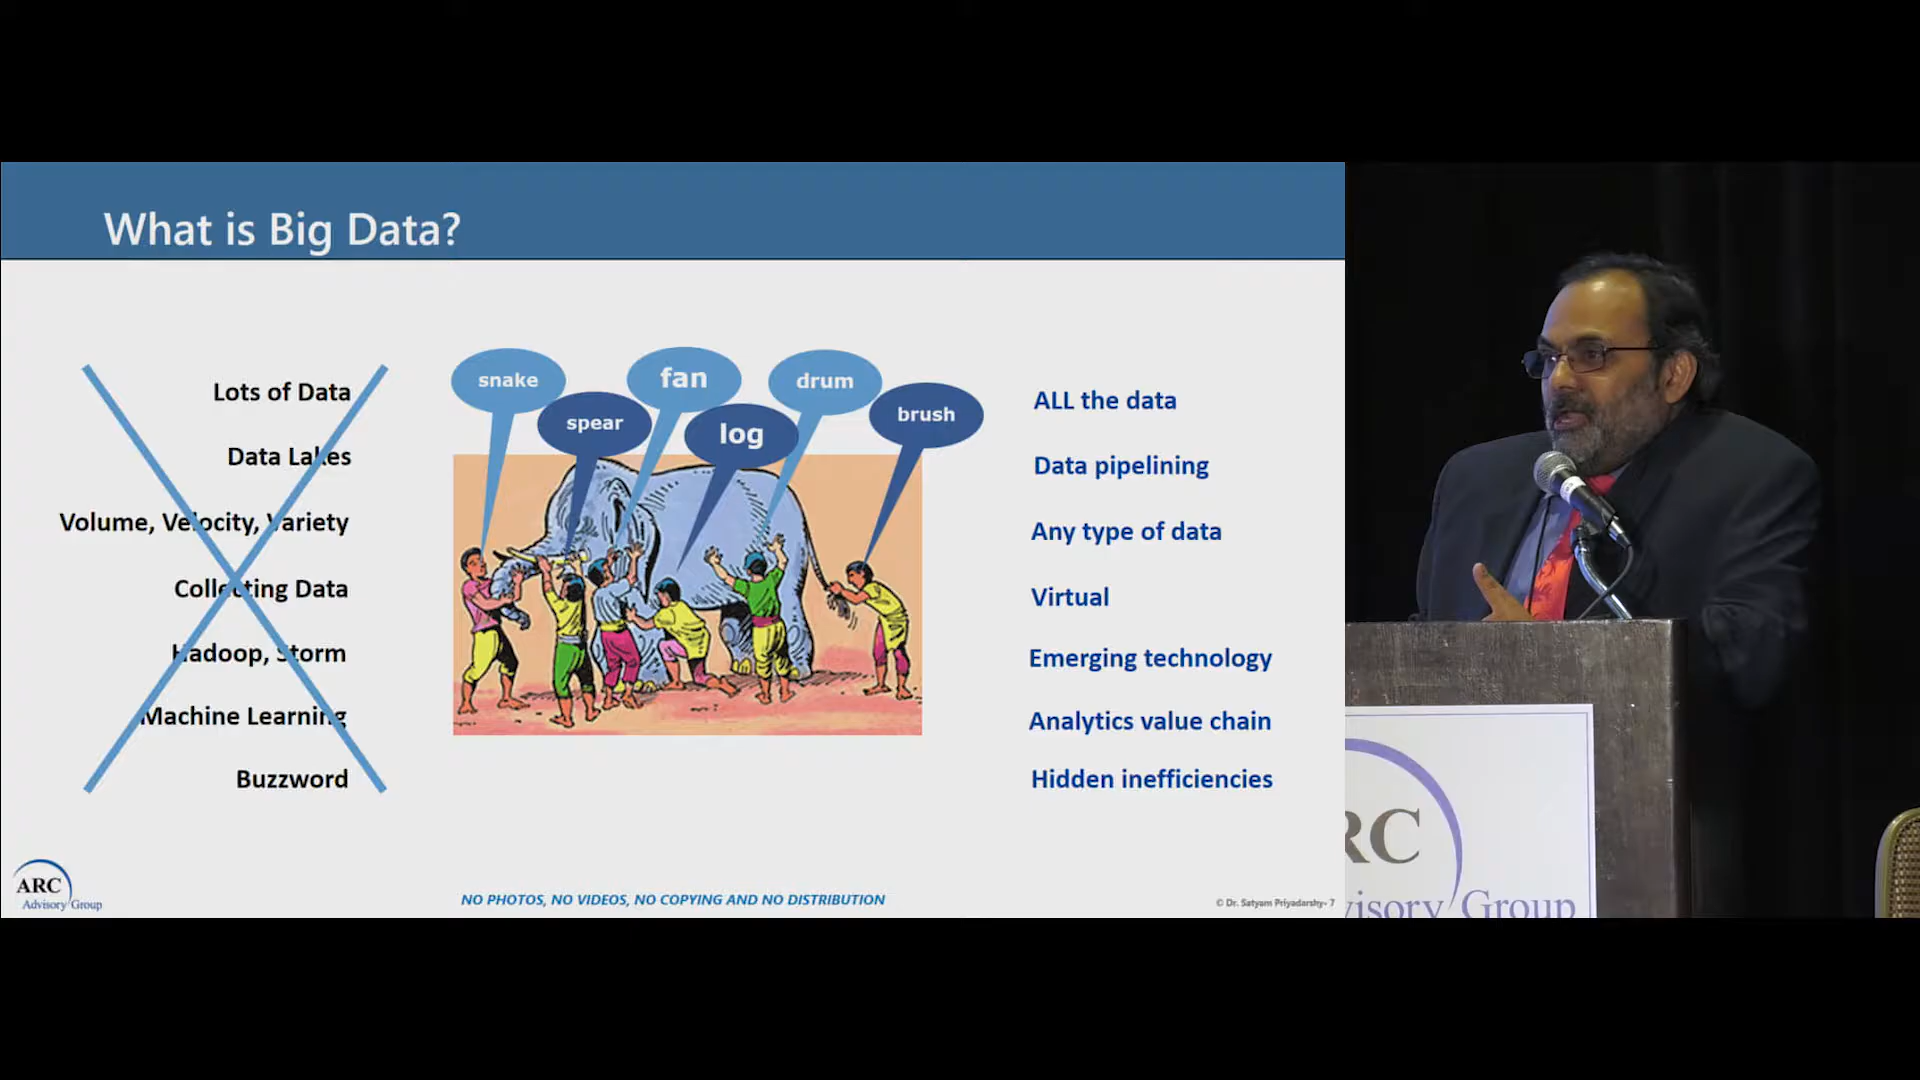 What is Big Data?
Lots of Data
Data Lakes
Volume, Velocity, Variety
Collecting Data
Hadoop, Storm
Machine Learning
Buzzword
snake
spear
fan
log
drum
brush
ALL the data
Data pipelining
Any type of data
Virtual
Emerging technology
Analytics value chain
Hidden inefficiencies
ARC
Advisory Group
NO PHOTOS, NO VIDEOS, NO COPYING AND NO DISTRIBUTION
© Dr. Satyam Priyadarshy- 7
RC
visory Group